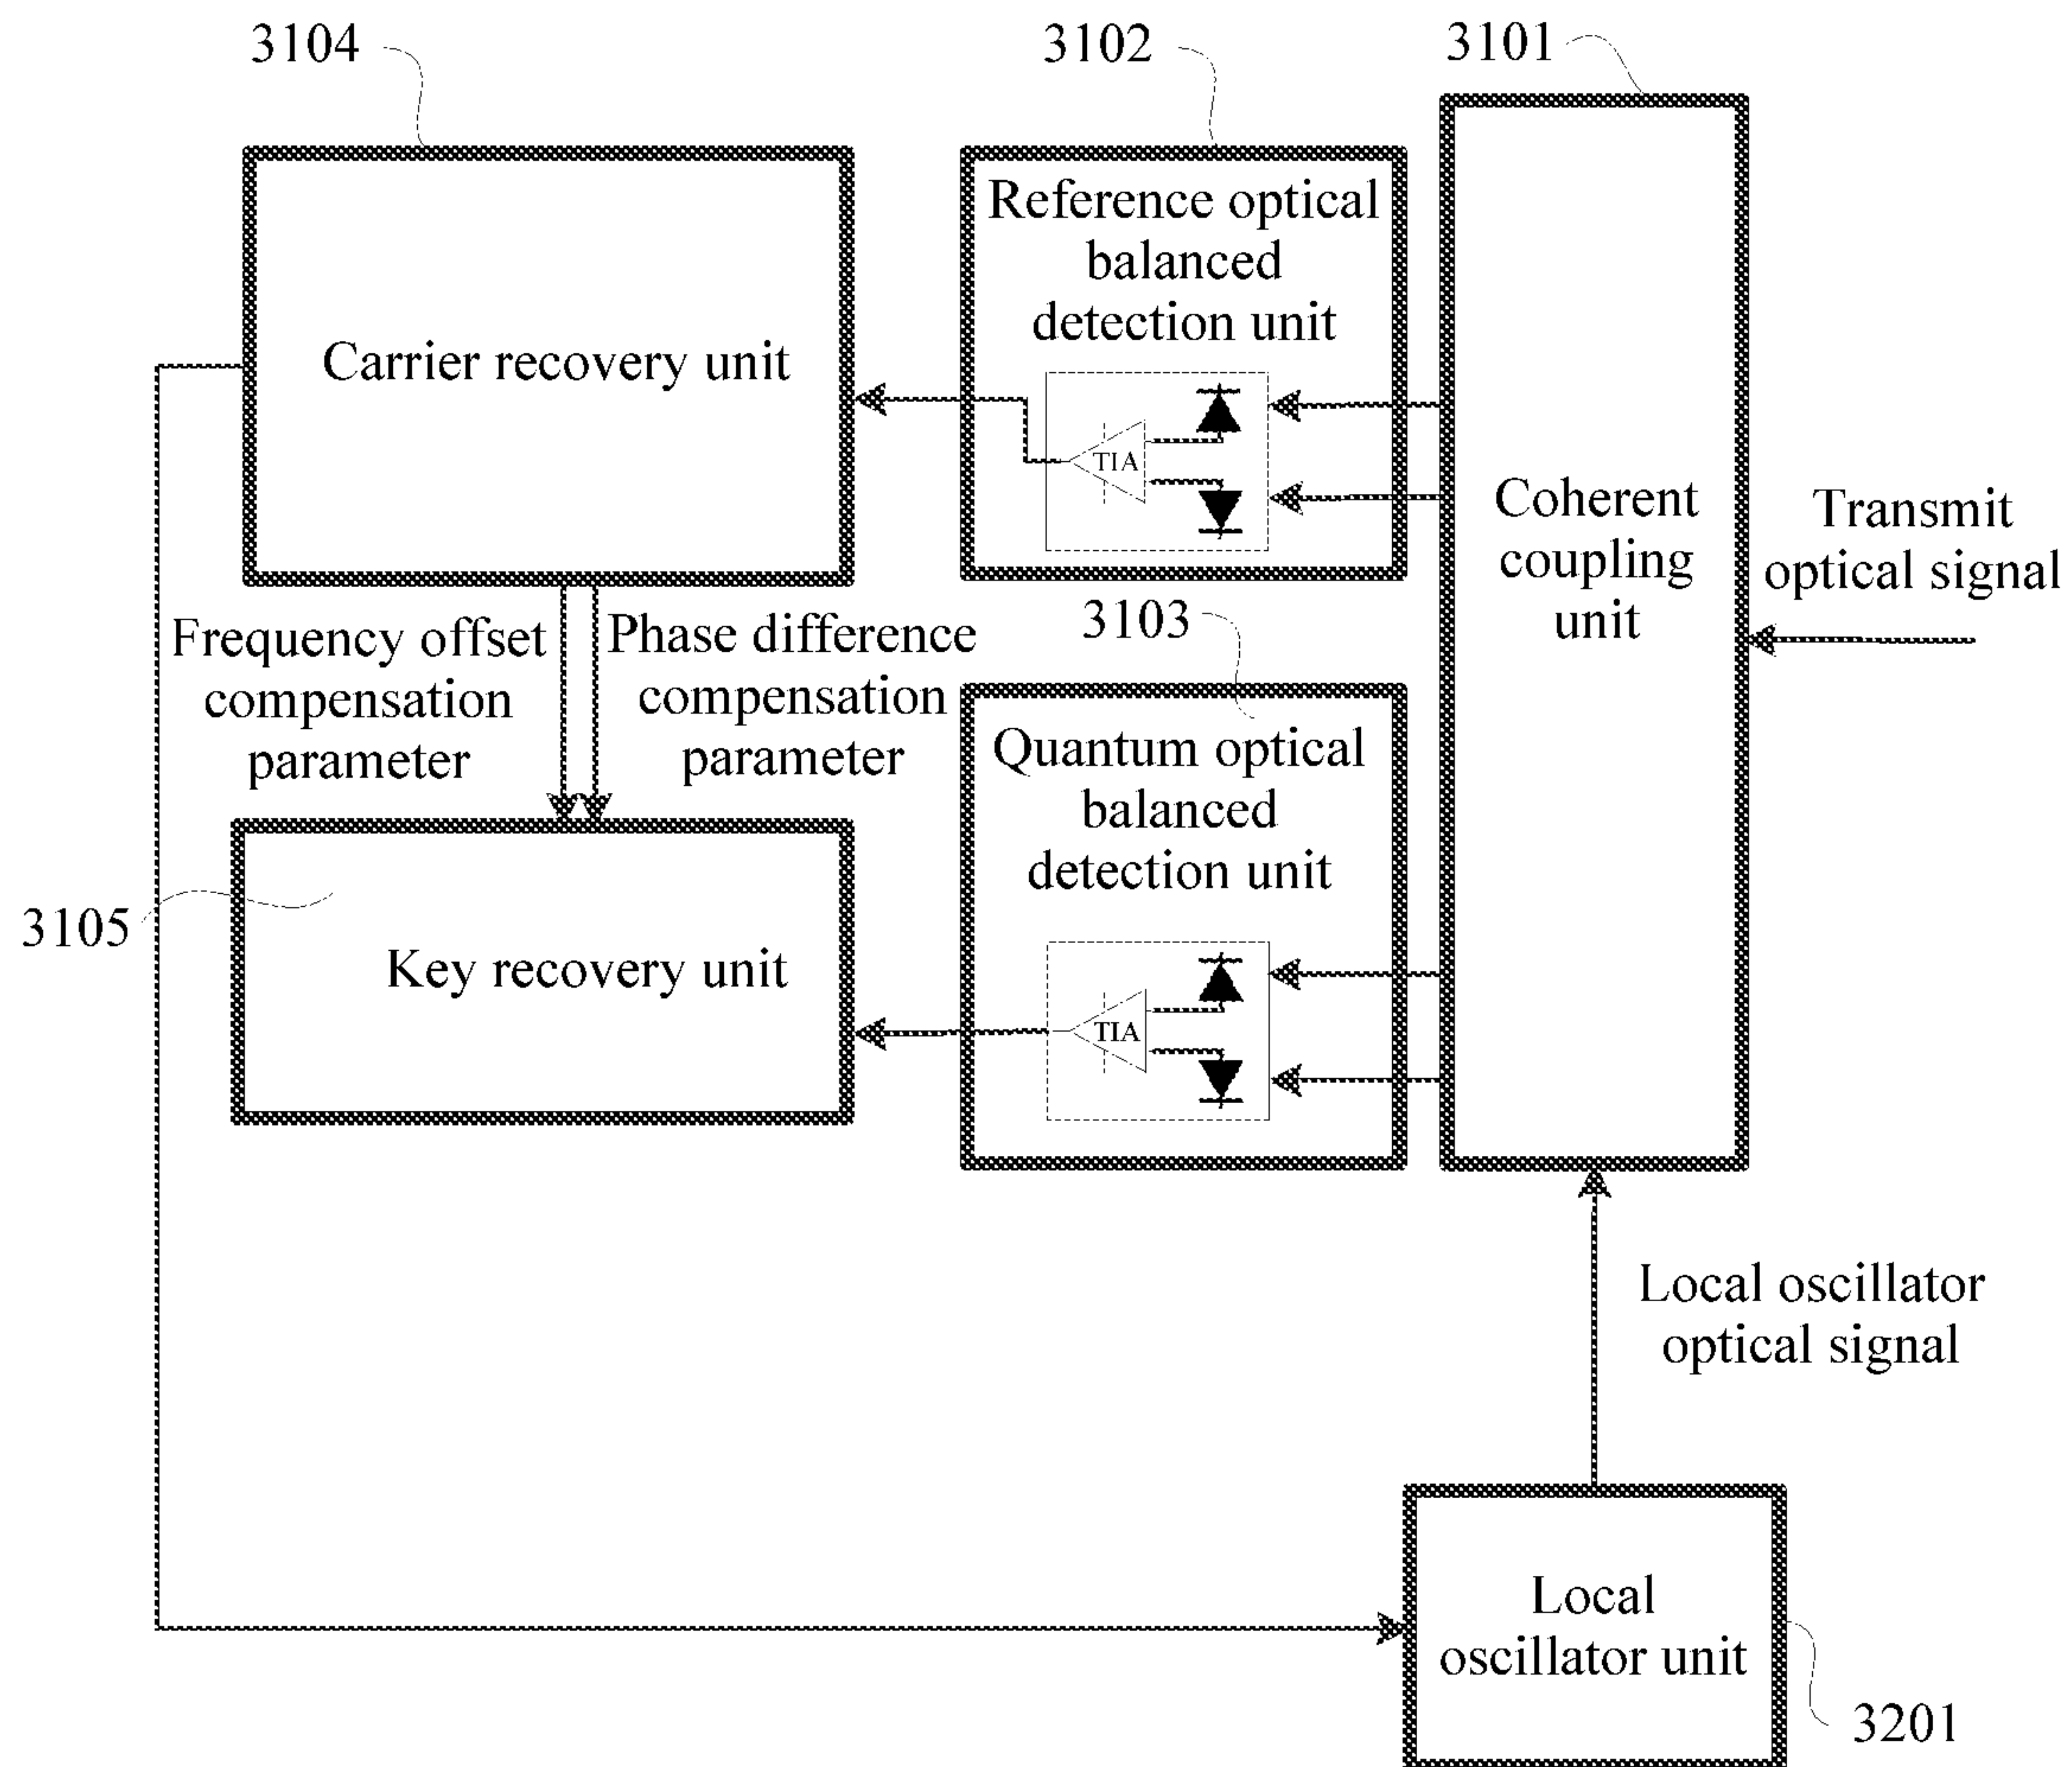 3104
3102
3101
Reference optical
balanced
detection unit
Carrier recovery unit
TIA
Coherent
coupling
unit
Transmit
optical signal
Frequency offset
compensation
parameter
Phase difference
compensation
parameter
3103
Quantum optical
balanced
detection unit
3105
Key recovery unit
TIA
Local oscillator
optical signal
Local
oscillator unit
3201